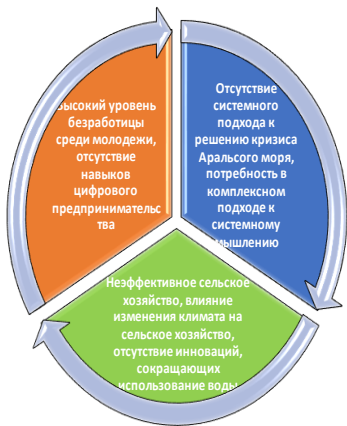 Высокий уровень
безработицы
среди молодежи,
отсутствие
навыков
цифрового
предпринимательс
тва
Отсутствие
системного
подхода к
решению кризиса
Аральсого моря,
потребность в
комплексном
подходе к
системному
мышлению
Неэффективное сельское
хозяйство, влияние
изменения климата на
сельское хозяйство,
отсутствие инноваций,
сокращающих
использование воды